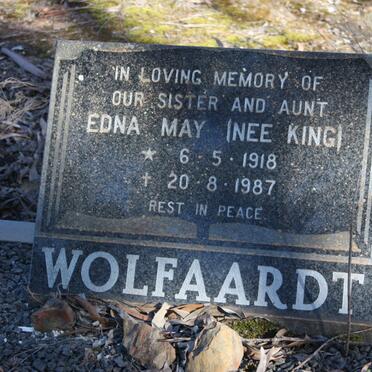 IN LOVING MEMORY OF
OUR SISTER AND AUNT
EDNA MAY (NEE KING)
★ 6·5·1918
† 20·8·1987
REST IN PEACE
WOLFAARDT